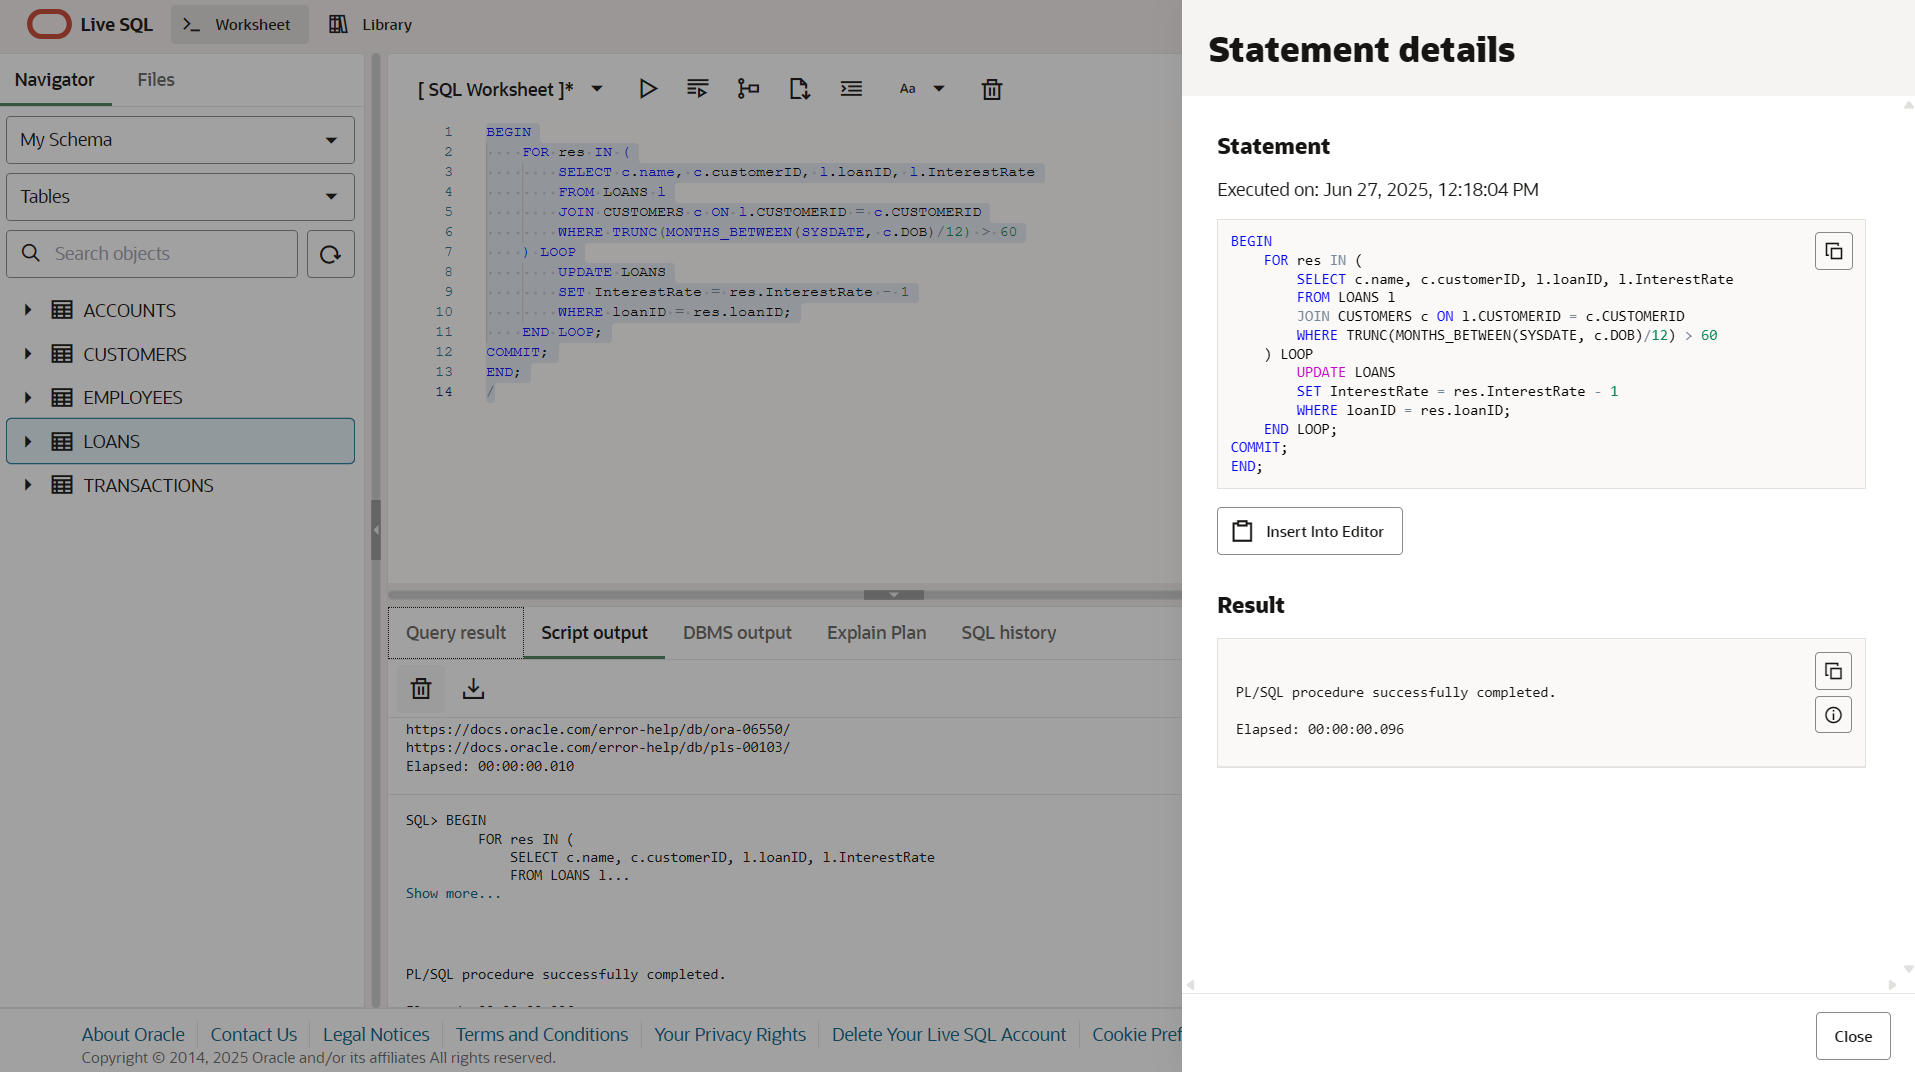 Live SQL
Worksheet
Library
Navigator
Files
My Schema
Tables
Search objects
ACCOUNTS
CUSTOMERS
EMPLOYEES
LOANS
TRANSACTIONS
[ SQL Worksheet ]*
Aa
1 BEGIN
2 FOR res IN (
3 SELECT c.name, c.customerID, l.loanID, l.InterestRate
4 FROM LOANS l
5 JOIN CUSTOMERS c ON l.CUSTOMERID = c.CUSTOMERID
6 WHERE TRUNC(MONTHS_BETWEEN(SYSDATE, c.DOB)/12) > 60
7 ) LOOP
8 UPDATE LOANS
9 SET InterestRate = res.InterestRate - 1
10 WHERE loanID = res.loanID;
11 END LOOP;
12 COMMIT;
13 END;
14 /
Query result
Script output
DBMS output
Explain Plan
SQL history
https://docs.oracle.com/error-help/db/ora-06550/
https://docs.oracle.com/error-help/db/pls-00103/
Elapsed: 00:00:00.010
SQL> BEGIN
FOR res IN (
SELECT c.name, c.customerID, l.loanID, l.InterestRate
FROM LOANS l...
Show more...
PL/SQL procedure successfully completed.
About Oracle
Contact Us
Legal Notices
Terms and Conditions
Your Privacy Rights
Delete Your Live SQL Account
Cookie Pref
Copyright © 2014, 2025 Oracle and/or its affiliates All rights reserved.
Statement details
Statement
Executed on: Jun 27, 2025, 12:18:04 PM
BEGIN
FOR res IN (
SELECT c.name, c.customerID, l.loanID, l.InterestRate
FROM LOANS l
JOIN CUSTOMERS c ON l.CUSTOMERID = c.CUSTOMERID
WHERE TRUNC(MONTHS_BETWEEN(SYSDATE, c.DOB)/12) > 60
) LOOP
UPDATE LOANS
SET InterestRate = res.InterestRate - 1
WHERE loanID = res.loanID;
END LOOP;
COMMIT;
END;
Insert Into Editor
Result
PL/SQL procedure successfully completed.
Elapsed: 00:00:00.096
Close